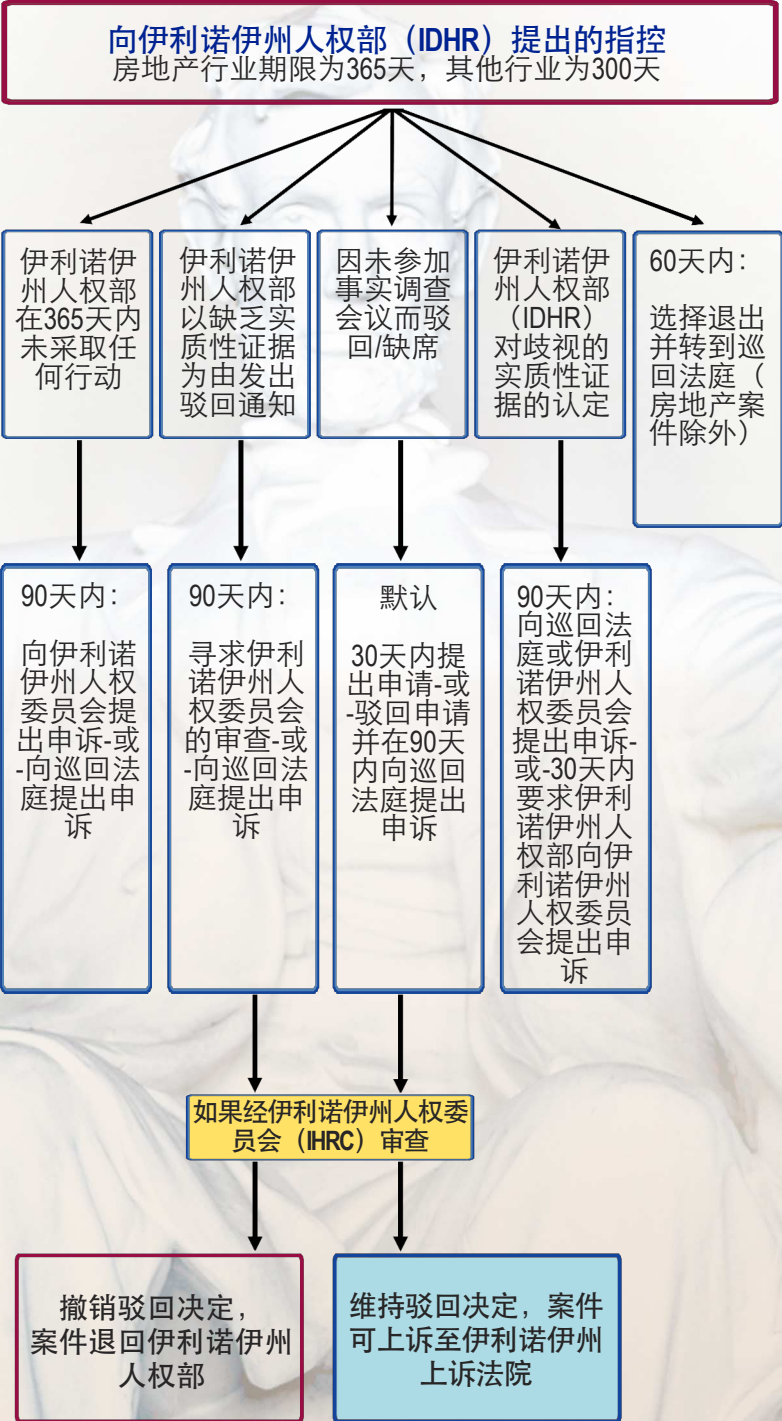 向伊利诺伊州人权部（IDHR）提出的指控
房地产行业期限为365天，其他行业为300天
伊利诺伊
州人权部
在365天内
未采取任
何行动
伊利诺伊
州人权部
以缺乏实
质性证据
为由发出
驳回通知
因未参加
事实调查
会议而驳
回/缺席
伊利诺伊
州人权部
（IDHR）
对歧视的
实质性证
据的认定
60天内：
选择退出
并转到巡
回法庭（
房地产案
件除外）
90天内：
向伊利诺
伊州人权
委员会提
出申诉-或
-向巡回法
庭提出申
诉
90天内：
寻求伊利
诺伊州人
权委员会
的审查-或
-向巡回法
庭提出申
诉
默认
30天内提
出申请-或
-驳回申请
并在90天
内向巡回
法庭提出
申诉
90天内：
向巡回法
庭或伊利
诺伊州人
权委员会
提出申诉-
或-30天内
要求伊利
诺伊州人
权部向伊
利诺伊州
人权委员
会提出申
诉
如果经伊利诺伊州人权委
员会（IHRC）审查
撤销驳回决定，
案件退回伊利诺伊州
人权部
维持驳回决定，案件
可上诉至伊利诺伊州
上诉法院